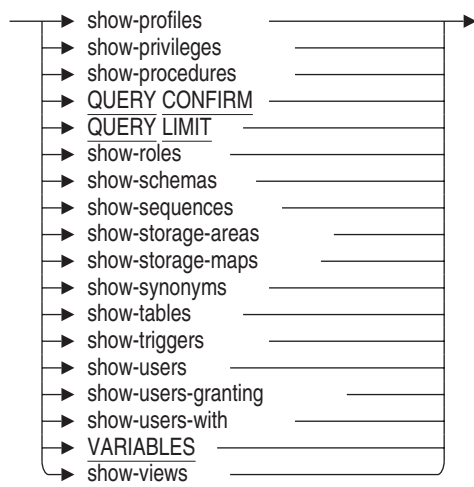 show-profiles
show-privileges
show-procedures
QUERY CONFIRM
QUERY LIMIT
show-roles
show-schemas
show-sequences
show-storage-areas
show-storage-maps
show-synonyms
show-tables
show-triggers
show-users
show-users-granting
show-users-with
VARIABLES
show-views